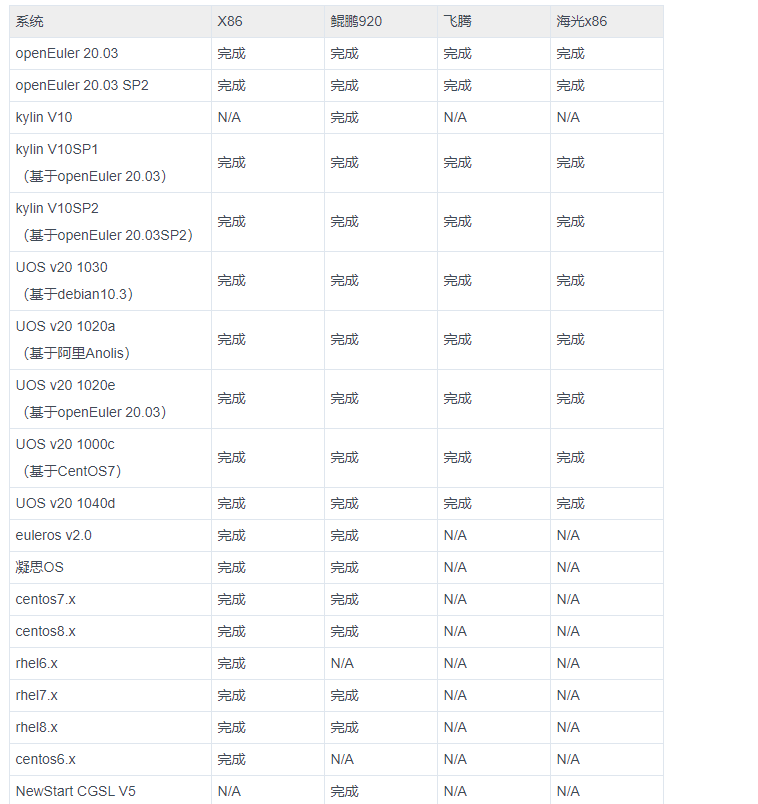 系统 X86 鲲鹏920 飞腾 海光x86
openEuler 20.03 完成 完成 完成 完成
openEuler 20.03 SP2 完成 完成 完成 完成
kylin V10 N/A 完成 N/A N/A
kylin V10SP1
（基于openEuler 20.03） 完成 完成 完成 完成
kylin V10SP2
（基于openEuler 20.03SP2） 完成 完成 完成 完成
UOS v20 1030
（基于debian10.3） 完成 完成 完成 完成
UOS v20 1020a
（基于阿里Anolis） 完成 完成 完成 完成
UOS v20 1020e
（基于openEuler 20.03） 完成 完成 完成 完成
UOS v20 1000c
（基于CentOS7） 完成 完成 完成 完成
UOS v20 1040d 完成 完成 完成 完成
euleros v2.0 完成 完成 N/A N/A
凝思OS 完成 完成 N/A N/A
centos7.x 完成 完成 N/A N/A
centos8.x 完成 完成 N/A N/A
rhel6.x 完成 N/A N/A N/A
rhel7.x 完成 完成 N/A N/A
rhel8.x 完成 完成 N/A N/A
centos6.x 完成 N/A N/A N/A
NewStart CGSL V5 N/A 完成 N/A N/A